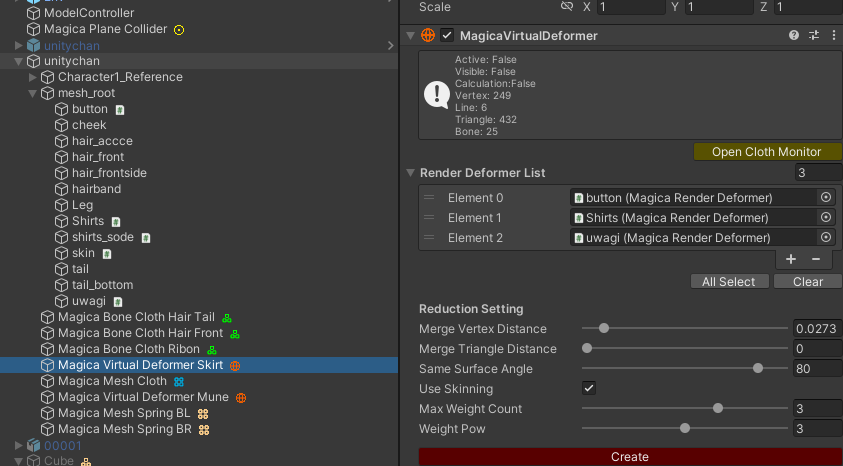 ModelController
Magica Plane Collider
unitychan
unitychan
Character1_Reference
mesh_root
button
cheek
hair_accce
hair_front
hair_frontside
hairband
Leg
Shirts
shirts_sode
skin
tail
tail_bottom
uwagi
Magica Bone Cloth Hair Tail
Magica Bone Cloth Hair Front
Magica Bone Cloth Ribon
Magica Virtual Deformer Skirt
Magica Mesh Cloth
Magica Virtual Deformer Mune
Magica Mesh Spring BL
Magica Mesh Spring BR
00001
Cube
Scale X 1 Y 1 Z 1
MagicaVirtualDeformer
Active: False
Visible: False
Calculation:False
Vertex: 249
Line: 6
Triangle: 432
Bone: 25
Open Cloth Monitor
Render Deformer List 3
Element 0 button (Magica Render Deformer)
Element 1 Shirts (Magica Render Deformer)
Element 2 uwagi (Magica Render Deformer)
+ −
All Select Clear
Reduction Setting
Merge Vertex Distance 0.0273
Merge Triangle Distance 0
Same Surface Angle 80
Use Skinning
Max Weight Count 3
Weight Pow 3
Create